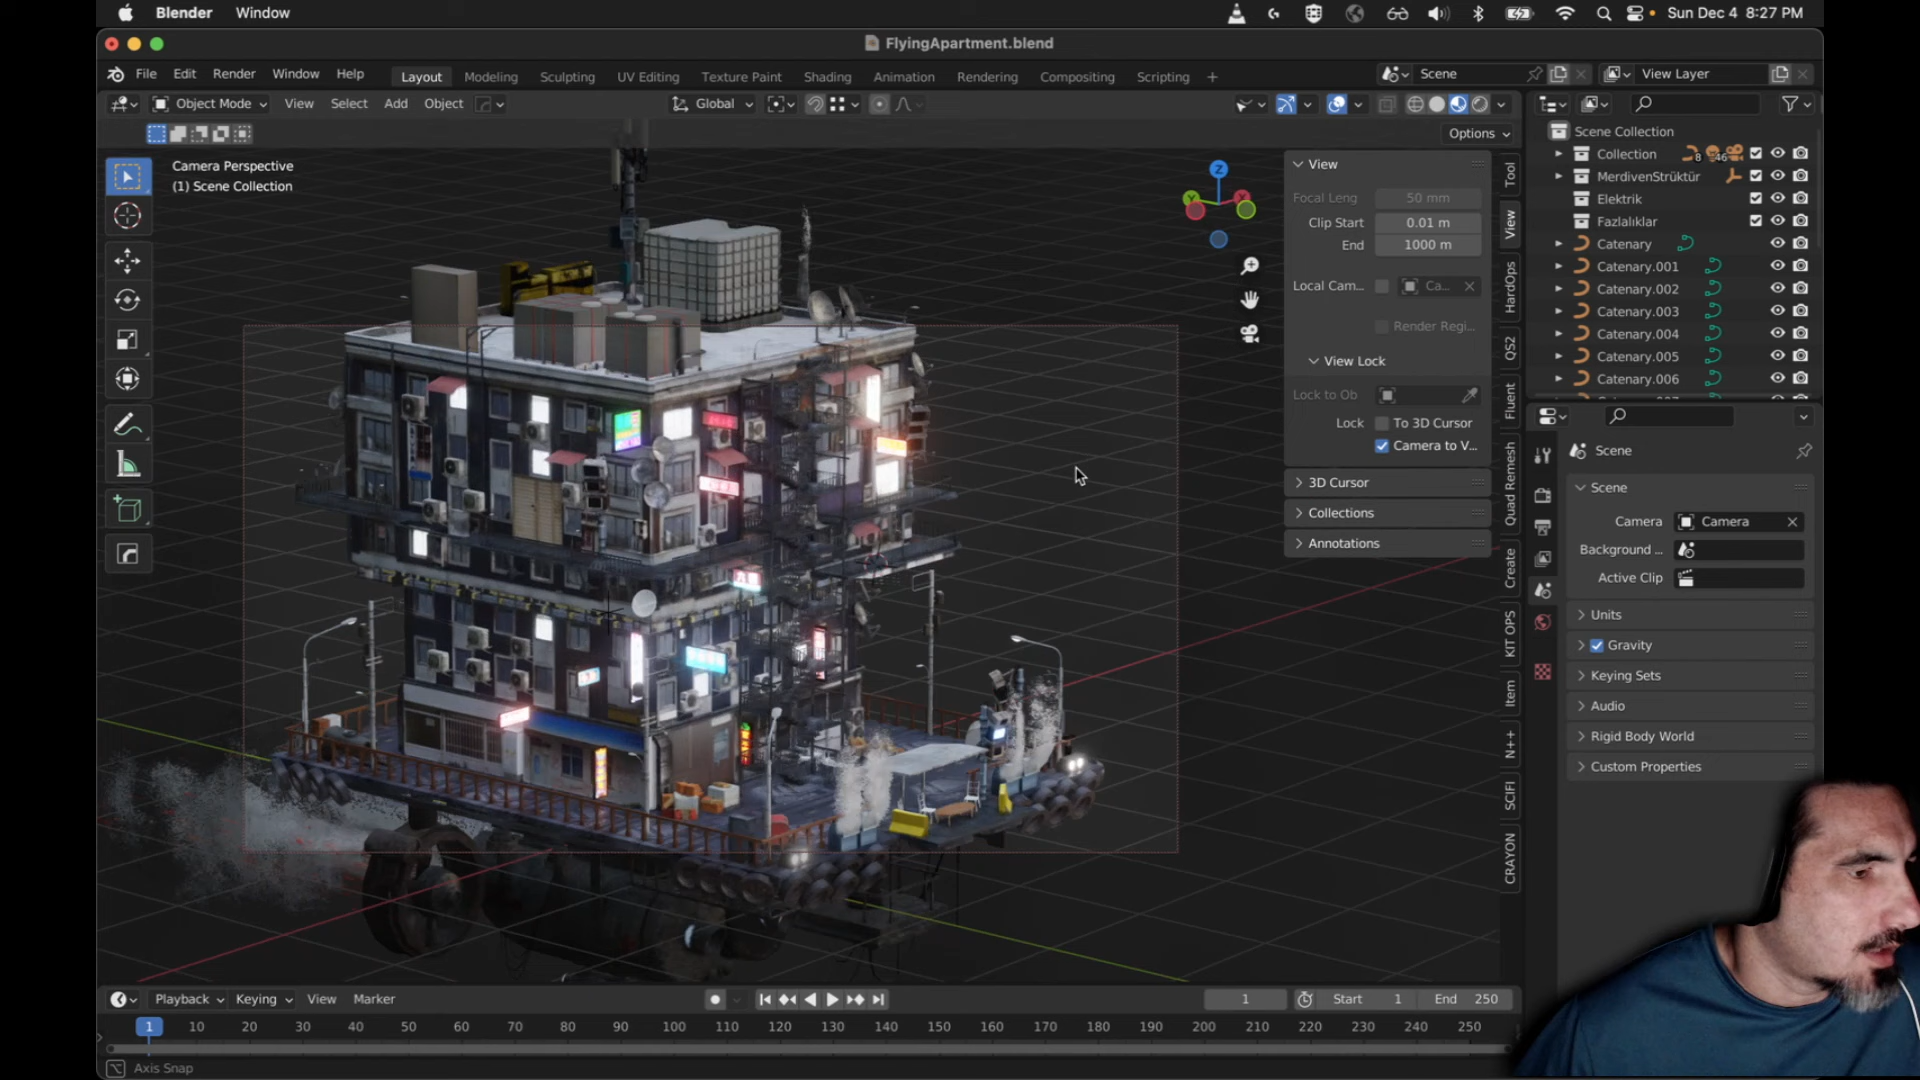 Blender Window Sun Dec 4 8:27 PM
FlyingApartment.blend
File Edit Render Window Help Layout Modeling Sculpting UV Editing Texture Paint Shading Animation Rendering Compositing Scripting + Scene View Layer
Object Mode View Select Add Object Global
Options
Camera Perspective
(1) Scene Collection
View
Focal Leng 50 mm
Clip Start 0.01 m
End 1000 m
Local Cam... Ca...
Render Regi...
View Lock
Lock to Ob
Lock To 3D Cursor
Camera to V...
3D Cursor
Collections
Annotations
Tool
View
HardOps
QS2
Fluent
Quad Remesh
Create
KIT OPS
Item
N++
SCIFI
CRAYON
Z
Scene Collection
Collection 8 46
MerdivenStrüktür
Elektrik
Fazlalıklar
Catenary
Catenary.001
Catenary.002
Catenary.003
Catenary.004
Catenary.005
Catenary.006
Scene
Scene
Camera Camera
Background ...
Active Clip
Units
Gravity
Keying Sets
Audio
Rigid Body World
Custom Properties
Playback Keying View Marker 1 Start 1 End 250
1 10 20 30 40 50 60 70 80 90 100 110 120 130 140 150 160 170 180 190 200 210 220 230 240 250
Axis Snap